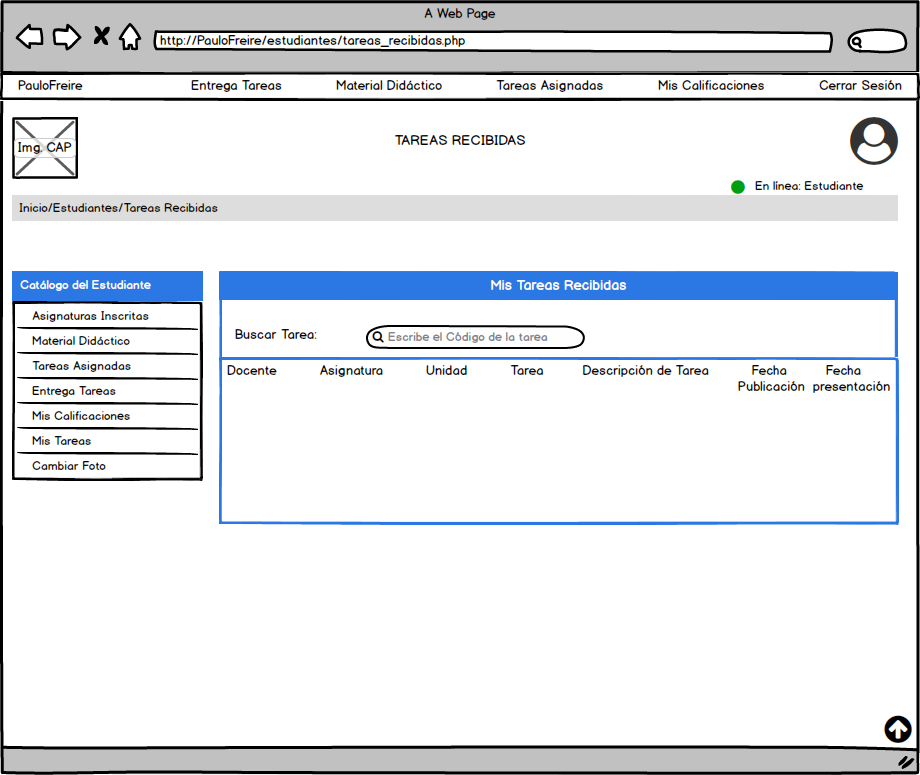 A Web Page
http://PauloFreire/estudiantes/tareas_recibidas.php
PauloFreire Entrega Tareas Material Didáctico Tareas Asignadas Mis Calificaciones Cerrar Sesión
Img. CAP
TAREAS RECIBIDAS
En línea: Estudiante
Inicio/Estudiantes/Tareas Recibidas
Catálogo del Estudiante
Asignaturas Inscritas
Material Didáctico
Tareas Asignadas
Entrega Tareas
Mis Calificaciones
Mis Tareas
Cambiar Foto
Mis Tareas Recibidas
Buscar Tarea: Escribe el Código de la tarea
Docente Asignatura Unidad Tarea Descripción de Tarea Fecha Fecha
Publicación presentación